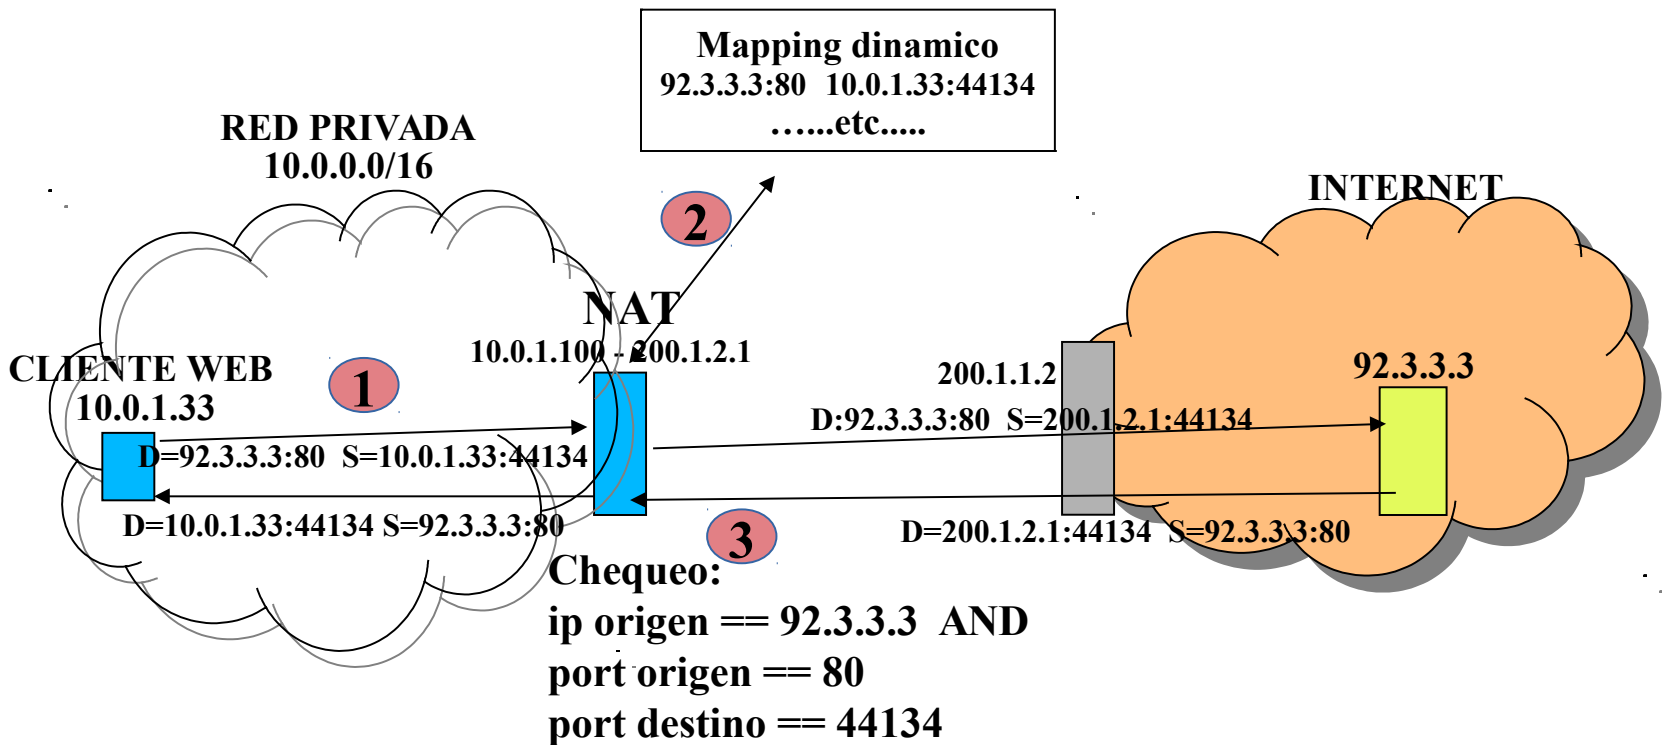 Mapping dinamico
92.3.3.3:80 10.0.1.33:44134
…...etc.....
RED PRIVADA
10.0.0.0/16
INTERNET
2
NAT
10.0.1.100 - 200.1.2.1
CLIENTE WEB
10.0.1.33
1
200.1.1.2
92.3.3.3
D:92.3.3.3:80 S=200.1.2.1:44134
D=92.3.3.3:80 S=10.0.1.33:44134
D=10.0.1.33:44134 S=92.3.3.3:80
3
D=200.1.2.1:44134 S=92.3.3.3:80
Chequeo:
ip origen == 92.3.3.3 AND
port origen == 80
port destino == 44134